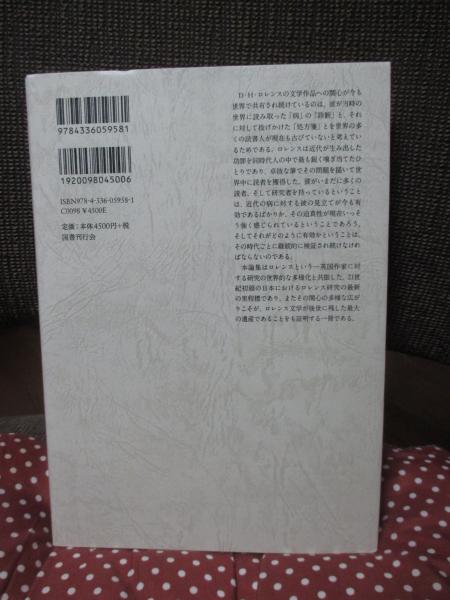 9784336059581
1920098045006
ISBN978-4-336-05958-1
C0098 ¥4500E
定価：本体4500円+税
国書刊行会
D・H・ロレンスの文学作品への関心が今も
世界で共有され続けているのは、彼が当時の
世界に読み取った「病」の「診断」と、それ
に対して投げかけた「処方箋」とを世界の多
くの読書人が現在も古びていないと考えてい
るためである。ロレンスは近代が生み出した
功罪を同時代人の中で最も鋭く嗅ぎ当てたひ
とりであり、卓抜な筆でその問題を描いて世
界中に読者を獲得した。彼がいまだに多くの
読者、そして研究者を持っているということ
は、近代の病に対する彼の見立てが今も有
効であるばかりか、その迫真性が現在いっそ
う強く感じられているということであろう。
そしてそれがどのように有効かということは、
その時代ごとに継続的に検証され続けなけれ
ばならないのである。
本論集はロレンスという一英国作家に対
する研究の世界的な多様化と共振した、21世
紀初頭の日本におけるロレンス研究の最新
の里程標であり、またその関心の多様な広が
りこそが、ロレンス文学が後世に残した最大
の遺産であることをも証明する一冊である。